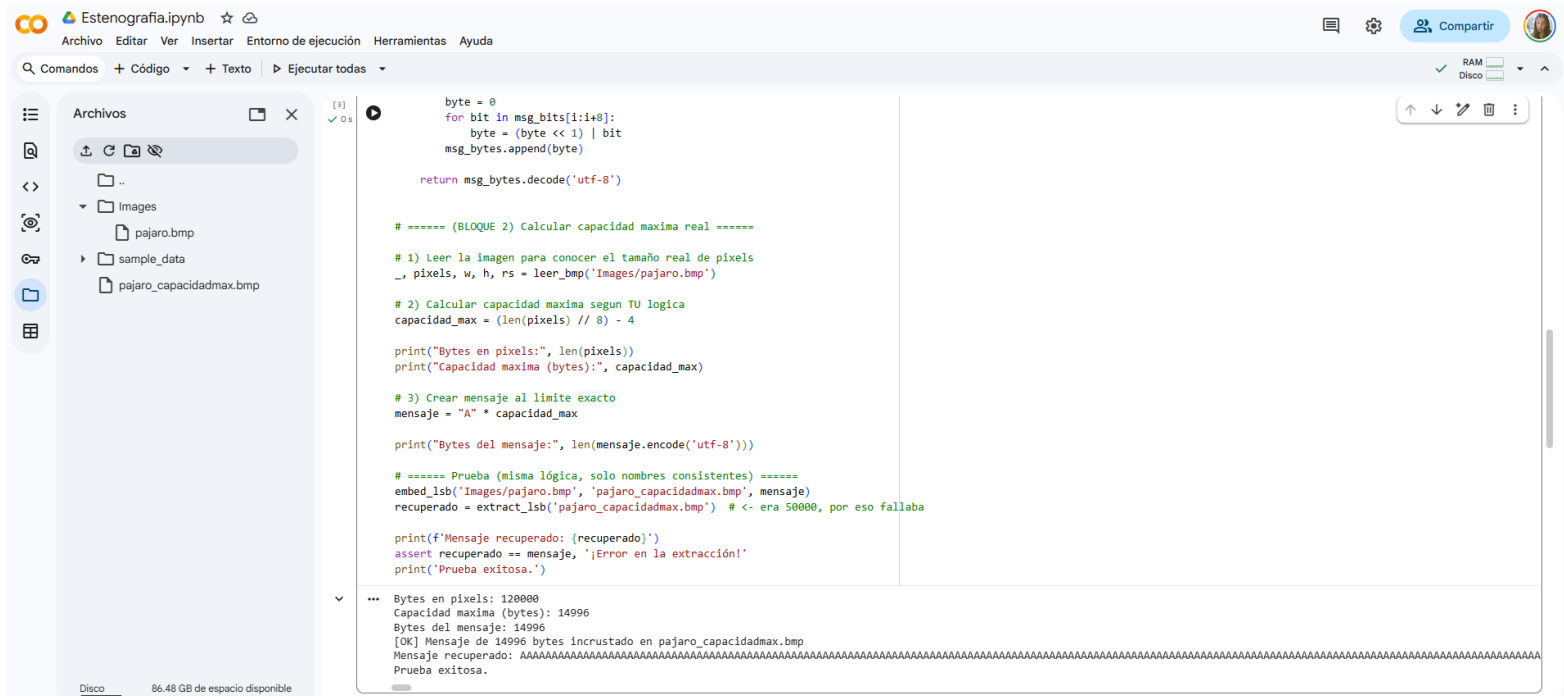 Estenografia.ipynb
Archivo Editar Ver Insertar Entorno de ejecución Herramientas Ayuda
Compartir
Comandos + Código + Texto Ejecutar todas
RAM
Disco
Archivos
..
Images
pajaro.bmp
sample_data
pajaro_capacidadmax.bmp
Disco 86.48 GB de espacio disponible
[3]
0 s
        byte = 0
        for bit in msg_bits[i:i+8]:
            byte = (byte << 1) | bit
        msg_bytes.append(byte)
    return msg_bytes.decode('utf-8')
# ====== (BLOQUE 2) Calcular capacidad maxima real ======
# 1) Leer la imagen para conocer el tamaño real de pixels
_, pixels, w, h, rs = leer_bmp('Images/pajaro.bmp')
# 2) Calcular capacidad maxima segun TU logica
capacidad_max = (len(pixels) // 8) - 4
print("Bytes en pixels:", len(pixels))
print("Capacidad maxima (bytes):", capacidad_max)
# 3) Crear mensaje al limite exacto
mensaje = "A" * capacidad_max
print("Bytes del mensaje:", len(mensaje.encode('utf-8')))
# ====== Prueba (misma lógica, solo nombres consistentes) ======
embed_lsb('Images/pajaro.bmp', 'pajaro_capacidadmax.bmp', mensaje)
recuperado = extract_lsb('pajaro_capacidadmax.bmp')  # <- era 50000, por eso fallaba
print(f'Mensaje recuperado: {recuperado}')
assert recuperado == mensaje, '¡Error en la extracción!'
print('Prueba exitosa.')
Bytes en pixels: 120000
Capacidad maxima (bytes): 14996
Bytes del mensaje: 14996
[OK] Mensaje de 14996 bytes incrustado en pajaro_capacidadmax.bmp
Mensaje recuperado: AAAAAAAAAAAAAAAAAAAAAAAAAAAAAAAAAAAAAAAAAAAAAAAAAAAAAAAAAAAAAAAAAAAAAAAAAAAAAAAAAAAAAAAAAAAAAAAAAAAAAAAAAAAAAAAAAAAAAAAAAAAAAAAAAAAAAAAAAAAAAAAAAAAAAAAAAAAAAAAAA
Prueba exitosa.